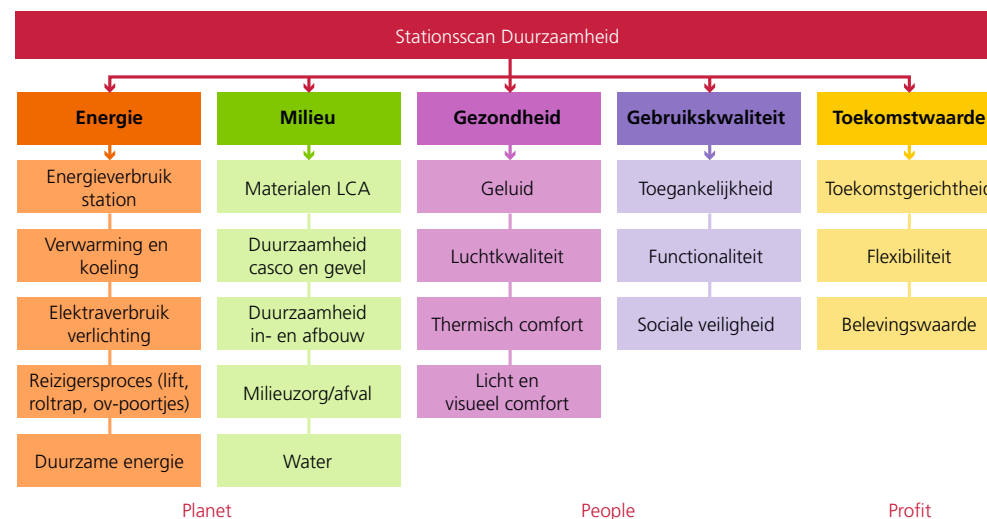 Stationsscan Duurzaamheid
Energie
Energieverbruik
station
Verwarming en
koeling
Elektraverbruik
verlichting
Reizigersproces (lift,
roltrap, ov-poortjes)
Duurzame energie
Milieu
Materialen LCA
Duurzaamheid
casco en gevel
Duurzaamheid
in- en afbouw
Milieuzorg/afval
Water
Gezondheid
Geluid
Luchtkwaliteit
Thermisch comfort
Licht en
visueel comfort
Gebruikskwaliteit
Toegankelijkheid
Functionaliteit
Sociale veiligheid
Toekomstwaarde
Toekomstgerichtheid
Flexibiliteit
Belevingswaarde
Planet
People
Profit